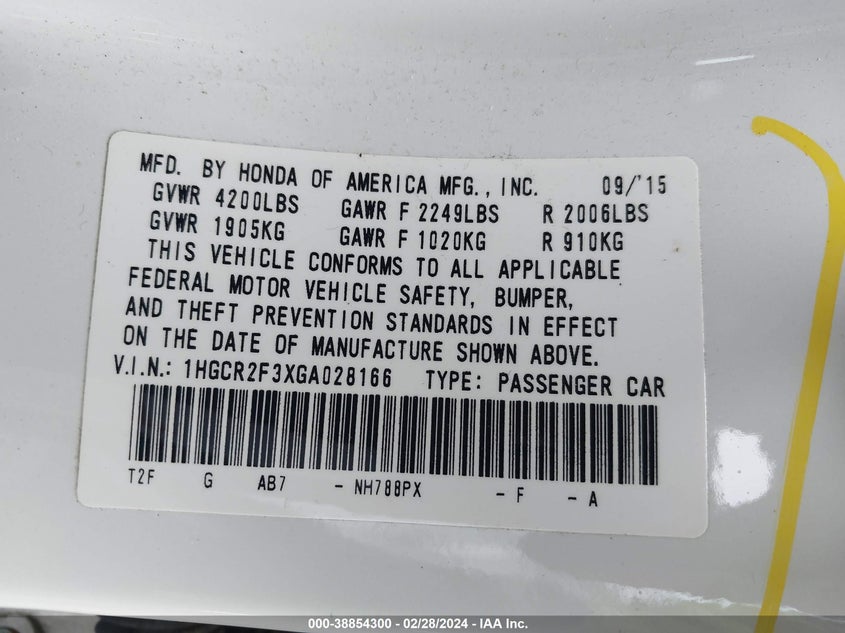 MFD. BY HONDA OF AMERICA MFG., INC. 09/'15
GVWR 4200LBS GAWR F 2249LBS R 2006LBS
GVWR 1905KG GAWR F 1020KG R 910KG
THIS VEHICLE CONFORMS TO ALL APPLICABLE
FEDERAL MOTOR VEHICLE SAFETY, BUMPER,
AND THEFT PREVENTION STANDARDS IN EFFECT
ON THE DATE OF MANUFACTURE SHOWN ABOVE.
V.I.N.: 1HGCR2F3XGA028166 TYPE: PASSENGER CAR
T2F G AB7 - NH788PX - F - A
000-38854300 - 02/28/2024 - IAA Inc.